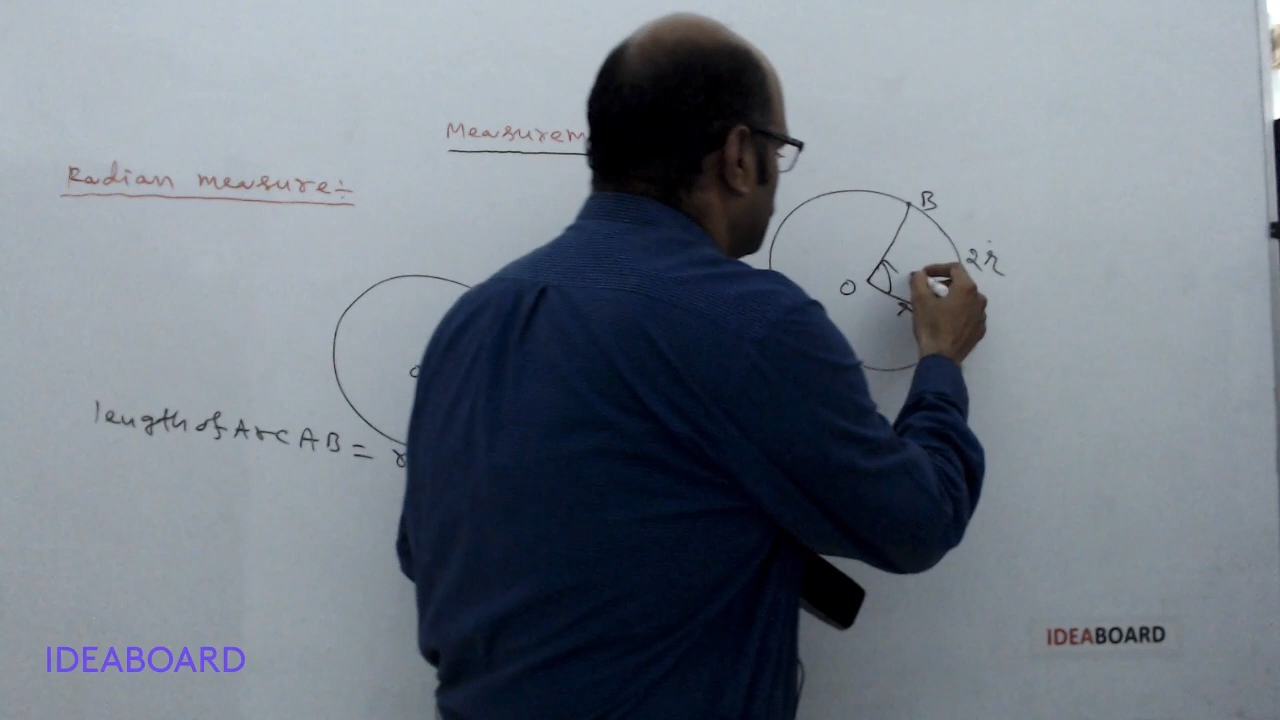 Measurem
Radian measure:-
B
2r
O
length of Arc AB =
IDEABOARD
IDEABOARD